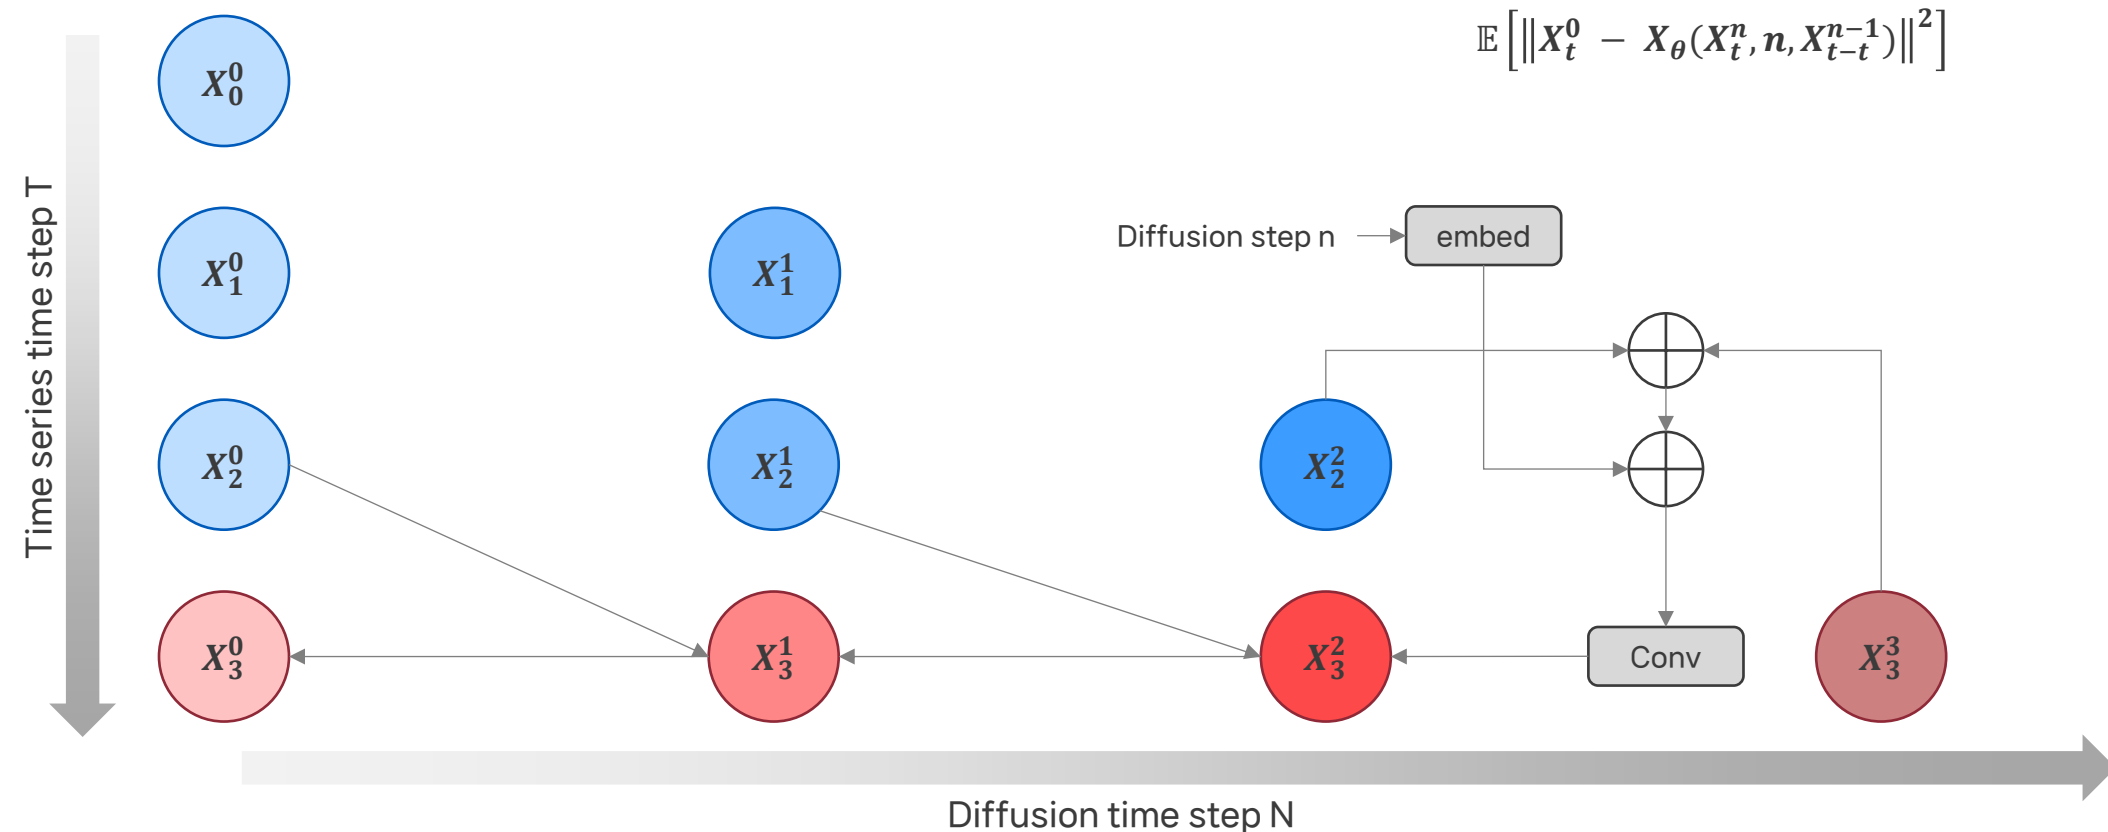 𝔼[‖X_t^0 − X_θ(X_t^n, n, X_{t−t}^{n−1})‖^2]
X_0^0
Time series time step T
X_1^0 X_1^1
Diffusion step n embed
X_2^0 X_2^1 X_2^2
X_3^0 X_3^1 X_3^2 Conv X_3^3
Diffusion time step N